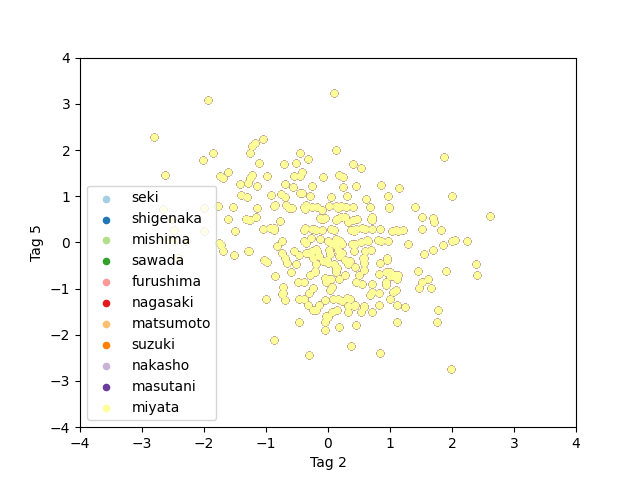 4
3
2
1
0
−1
−2
−3
−4
Tag 5
seki
shigenaka
mishima
sawada
furushima
nagasaki
matsumoto
suzuki
nakasho
masutani
miyata
−4 −3 −2 −1 0 1 2 3 4
Tag 2